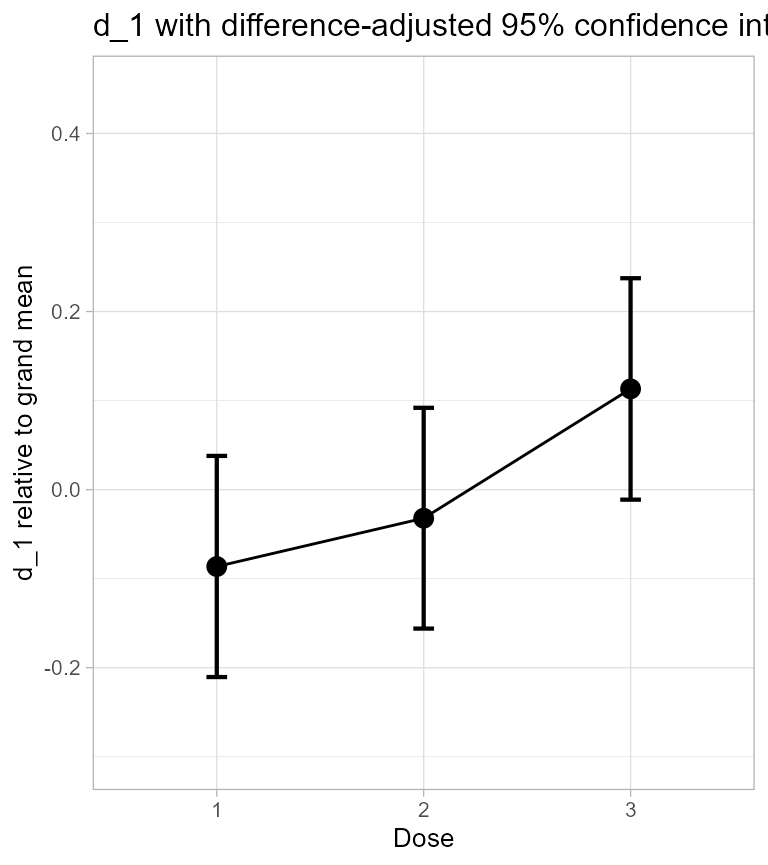 d_1 with difference-adjusted 95% confidence int
0.4
0.2
0.0
-0.2
d_1 relative to grand mean
1 2 3
Dose